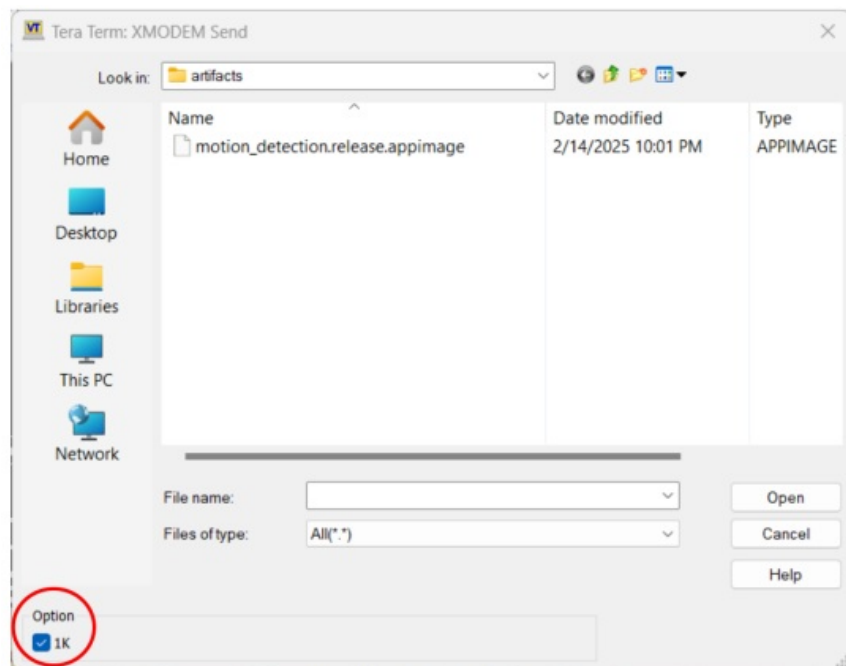 VT Tera Term: XMODEM Send
Look in: artifacts
Name Date modified Type
motion_detection.release.appimage 2/14/2025 10:01 PM APPIMAGE
Home
Desktop
Libraries
This PC
Network
File name: Open
Files of type: All(*.*) Cancel
Help
Option
1K